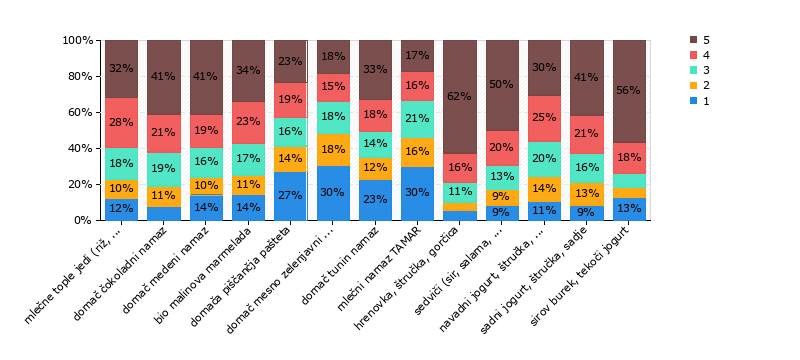 100%
80%
60%
40%
20%
0%
32% 41% 41% 34% 23% 18% 33% 17% 62% 50% 30% 41% 56%
28% 21% 19% 23% 19% 15% 18% 16% 16% 20% 25% 21% 18%
18% 19% 16% 17% 16% 18% 14% 21% 11% 13% 20% 16%
10% 11% 10% 11% 14% 18% 12% 16% 9% 14% 13%
12% 14% 14% 27% 30% 23% 30% 9% 11% 9% 13%
mlečne tople jedi (riž, ...
domač čokoladni namaz
domač medeni namaz
bio malinova marmelada
domača piščančja pašteta
domač mesno zelenjavni ...
domač tunin namaz
mlečni namaz TAMAR
hrenovka, štručka, gorčica
sedviči (sir, salama, ...
navadni jogurt, štručka, ...
sadni jogurt, štručka, sadje
sirov burek, tekoči jogurt
5
4
3
2
1